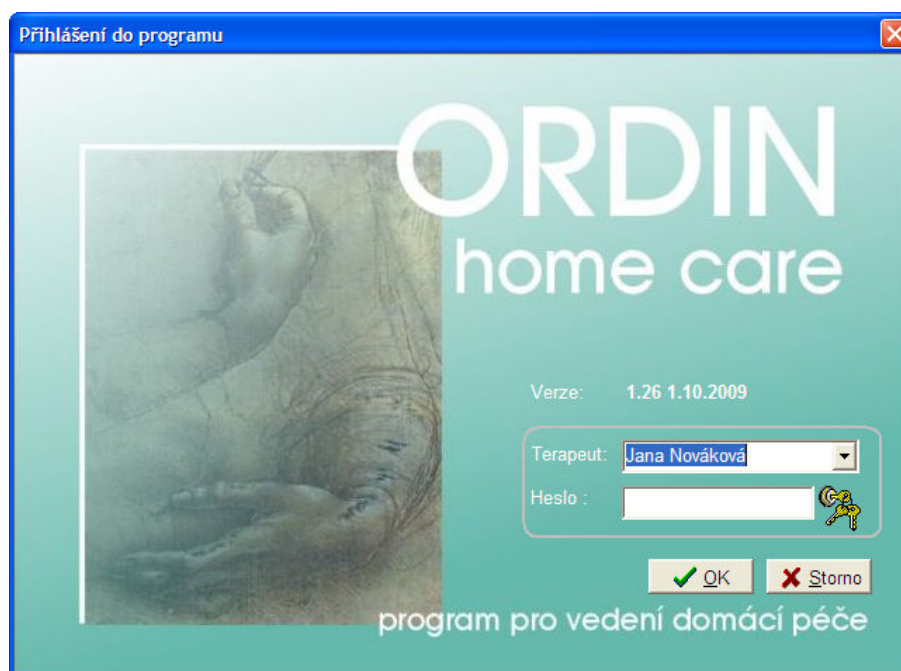 Přihlášení do programu
ORDIN
home care
Verze: 1.26 1.10.2009
Terapeut: Jana Nováková
Heslo :
OK Storno
program pro vedení domácí péče